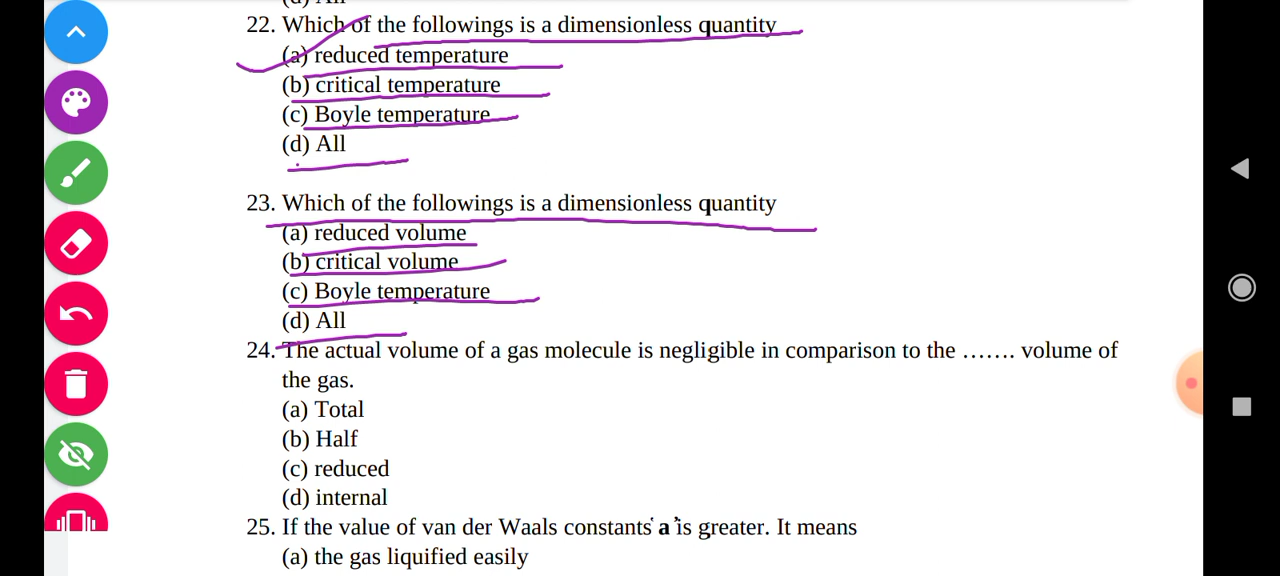 (d) All
22. Which of the followings is a dimensionless quantity
(a) reduced temperature
(b) critical temperature
(c) Boyle temperature
(d) All
23. Which of the followings is a dimensionless quantity
(a) reduced volume
(b) critical volume
(c) Boyle temperature
(d) All
24. The actual volume of a gas molecule is negligible in comparison to the ....... volume of
the gas.
(a) Total
(b) Half
(c) reduced
(d) internal
25. If the value of van der Waals constants ‘a’is greater. It means
(a) the gas liquified easily